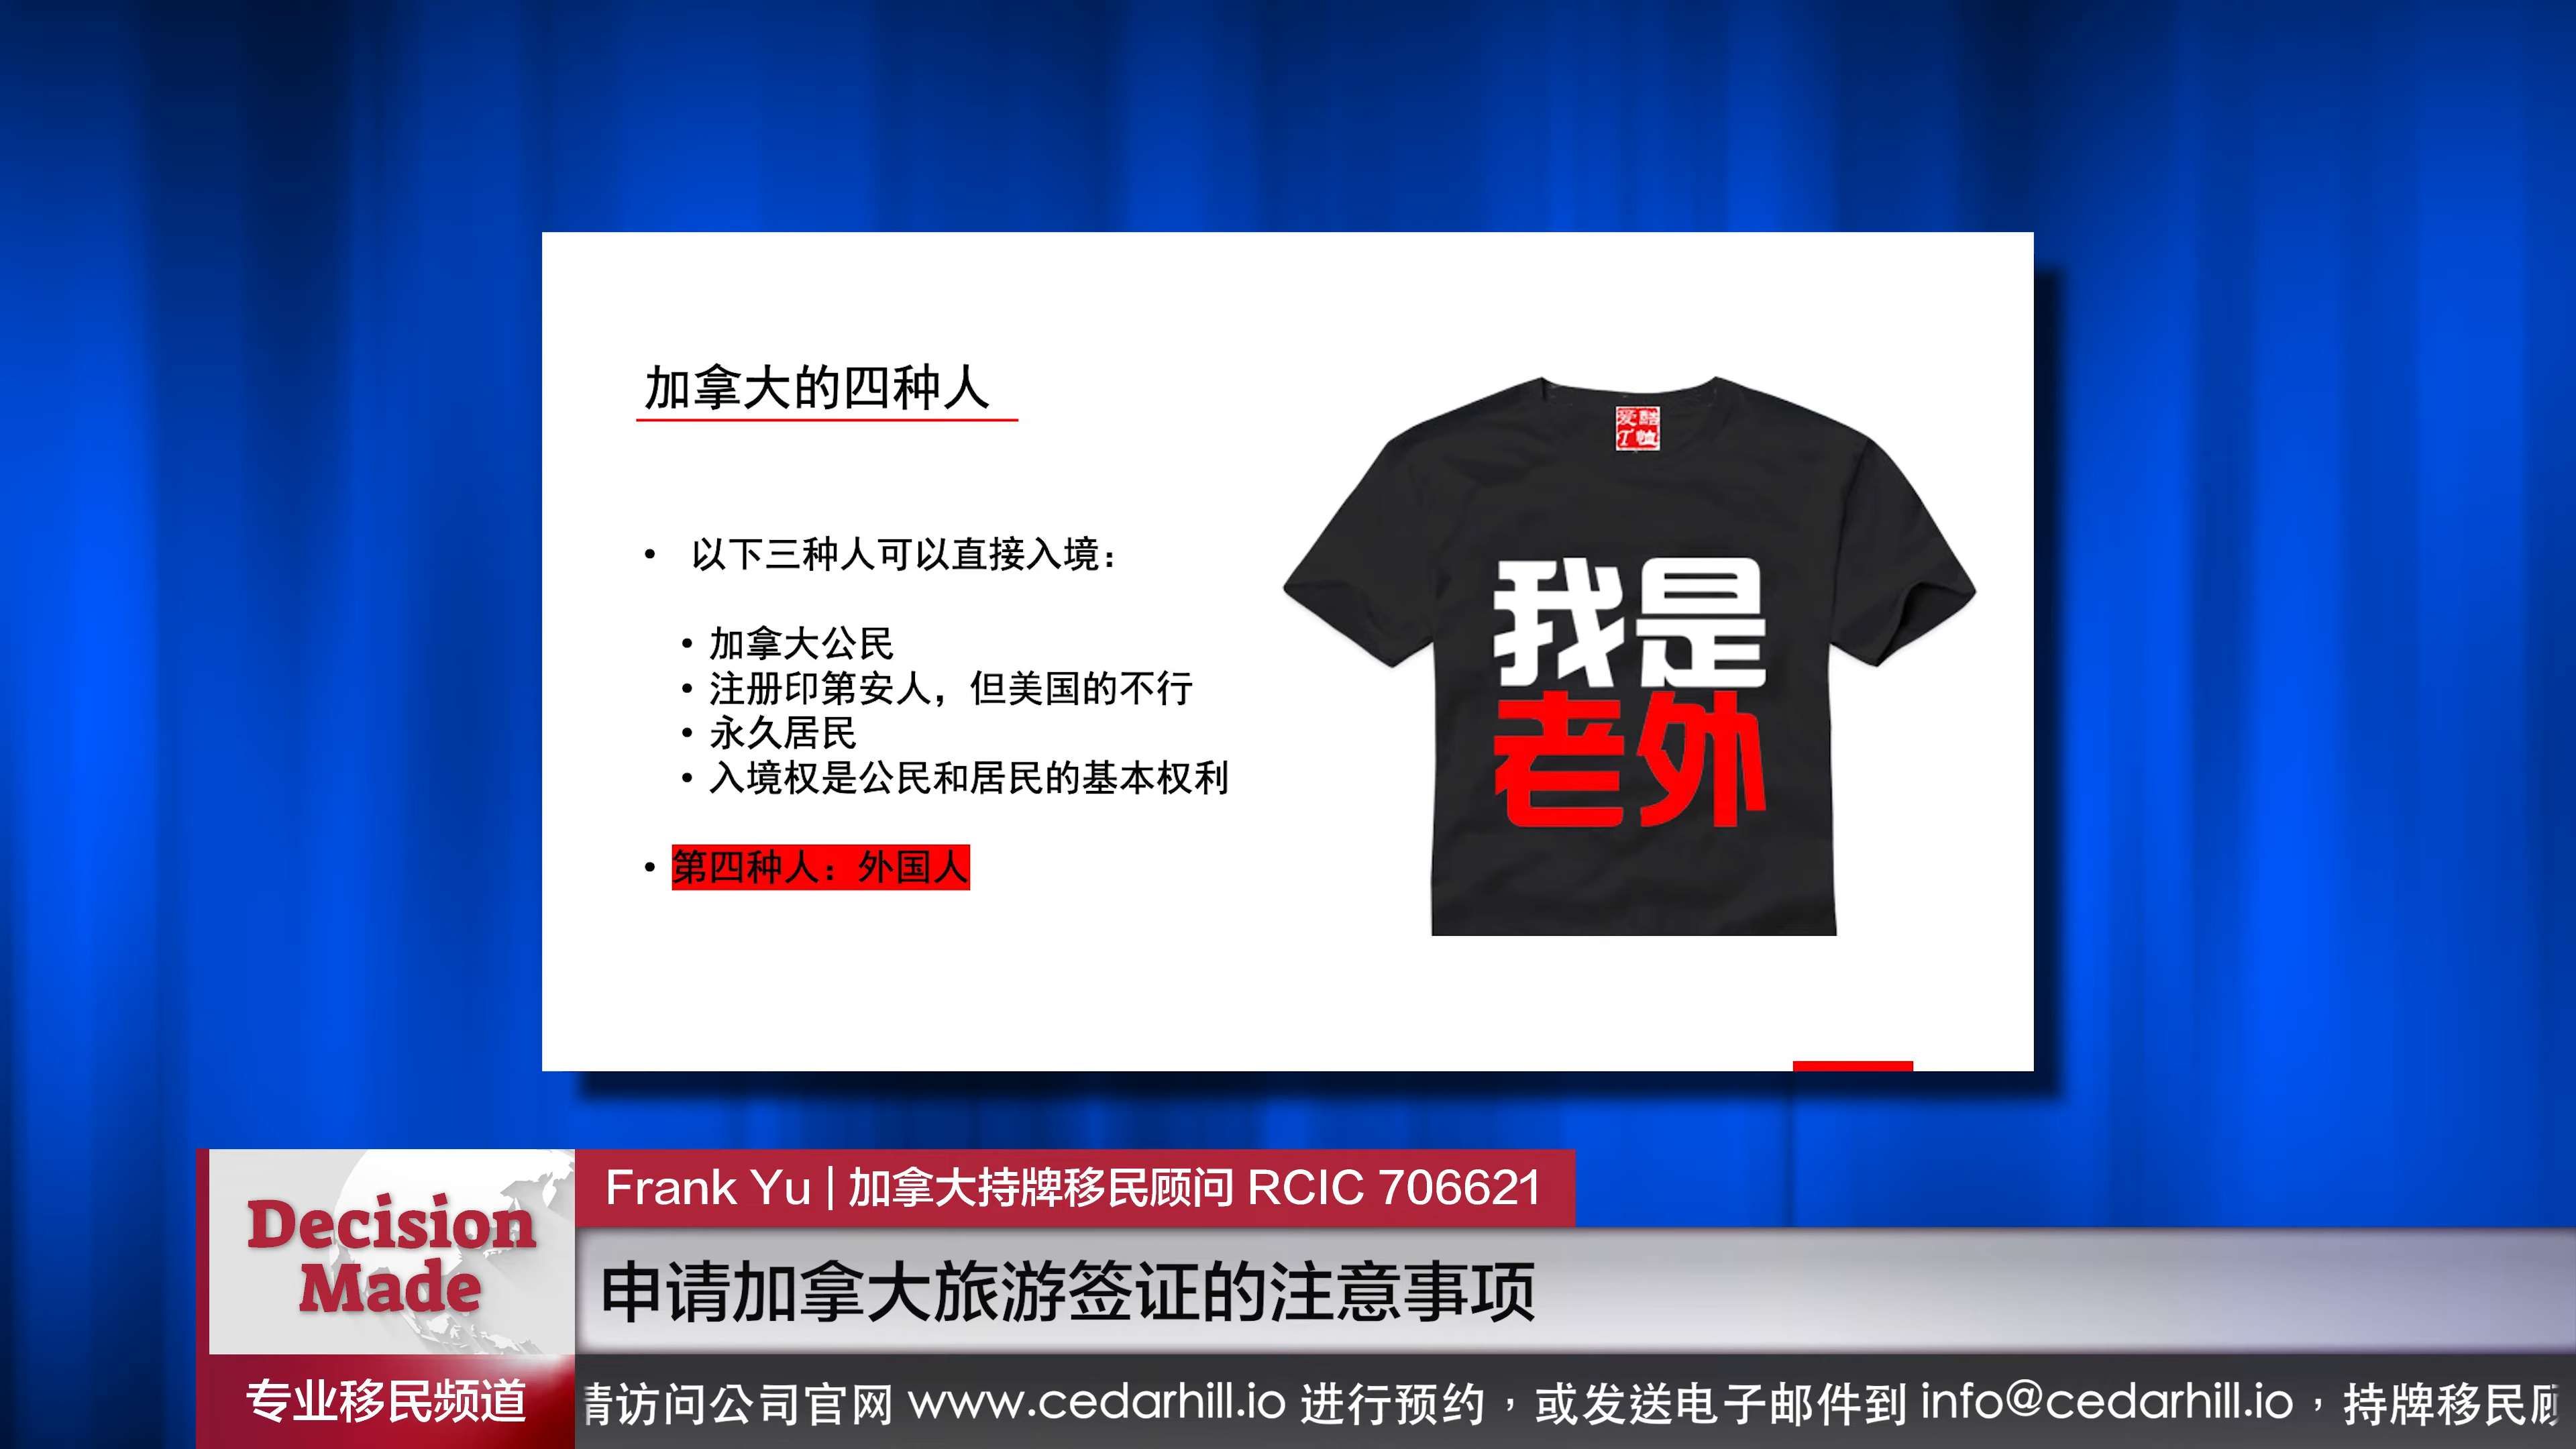 加拿大的四种人
以下三种人可以直接入境：
加拿大公民
注册印第安人，但美国的不行
永久居民
入境权是公民和居民的基本权利
第四种人：外国人
爱酷
T恤
我是
老外
Decision
Made
专业移民频道
Frank Yu | 加拿大持牌移民顾问 RCIC 706621
申请加拿大旅游签证的注意事项
请访问公司官网 www.cedarhill.io 进行预约，或发送电子邮件到 info@cedarhill.io，持牌移民顾